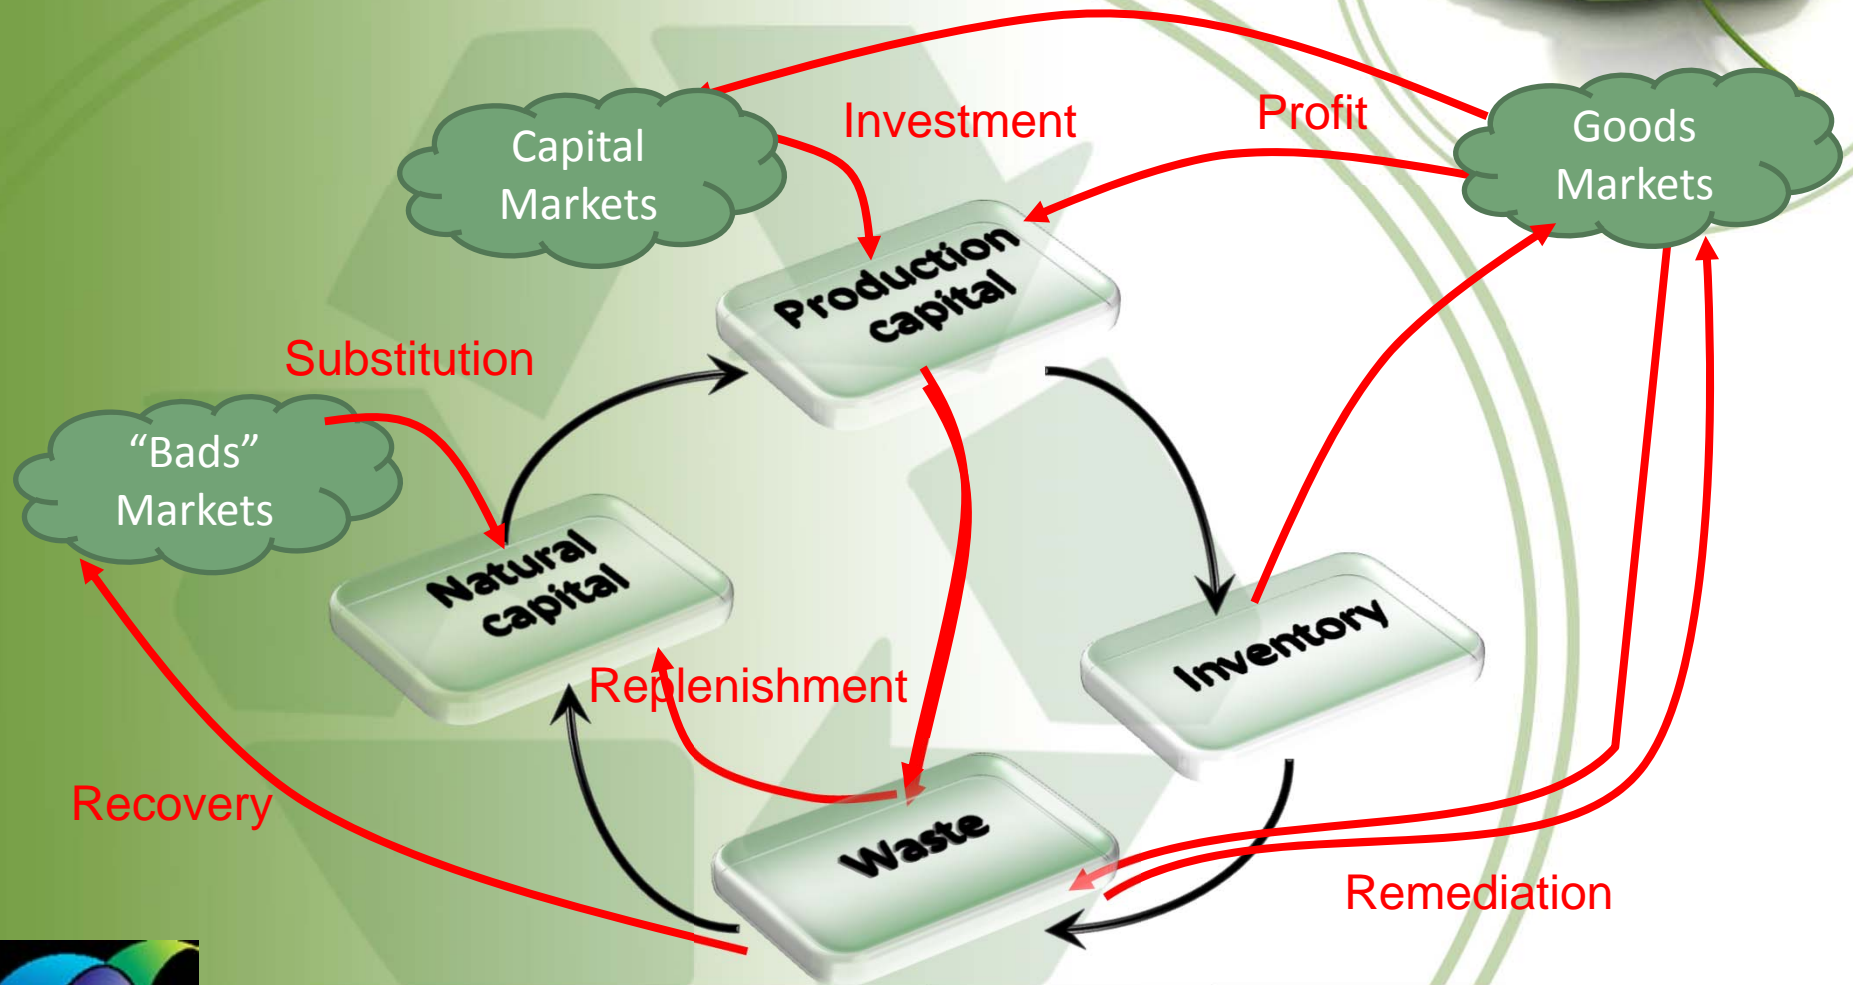 Capital
Markets
Investment
Profit
Goods
Markets
Production
capital
Substitution
“Bads”
Markets
Natural
capital
Inventory
Replenishment
Recovery
Waste
Remediation